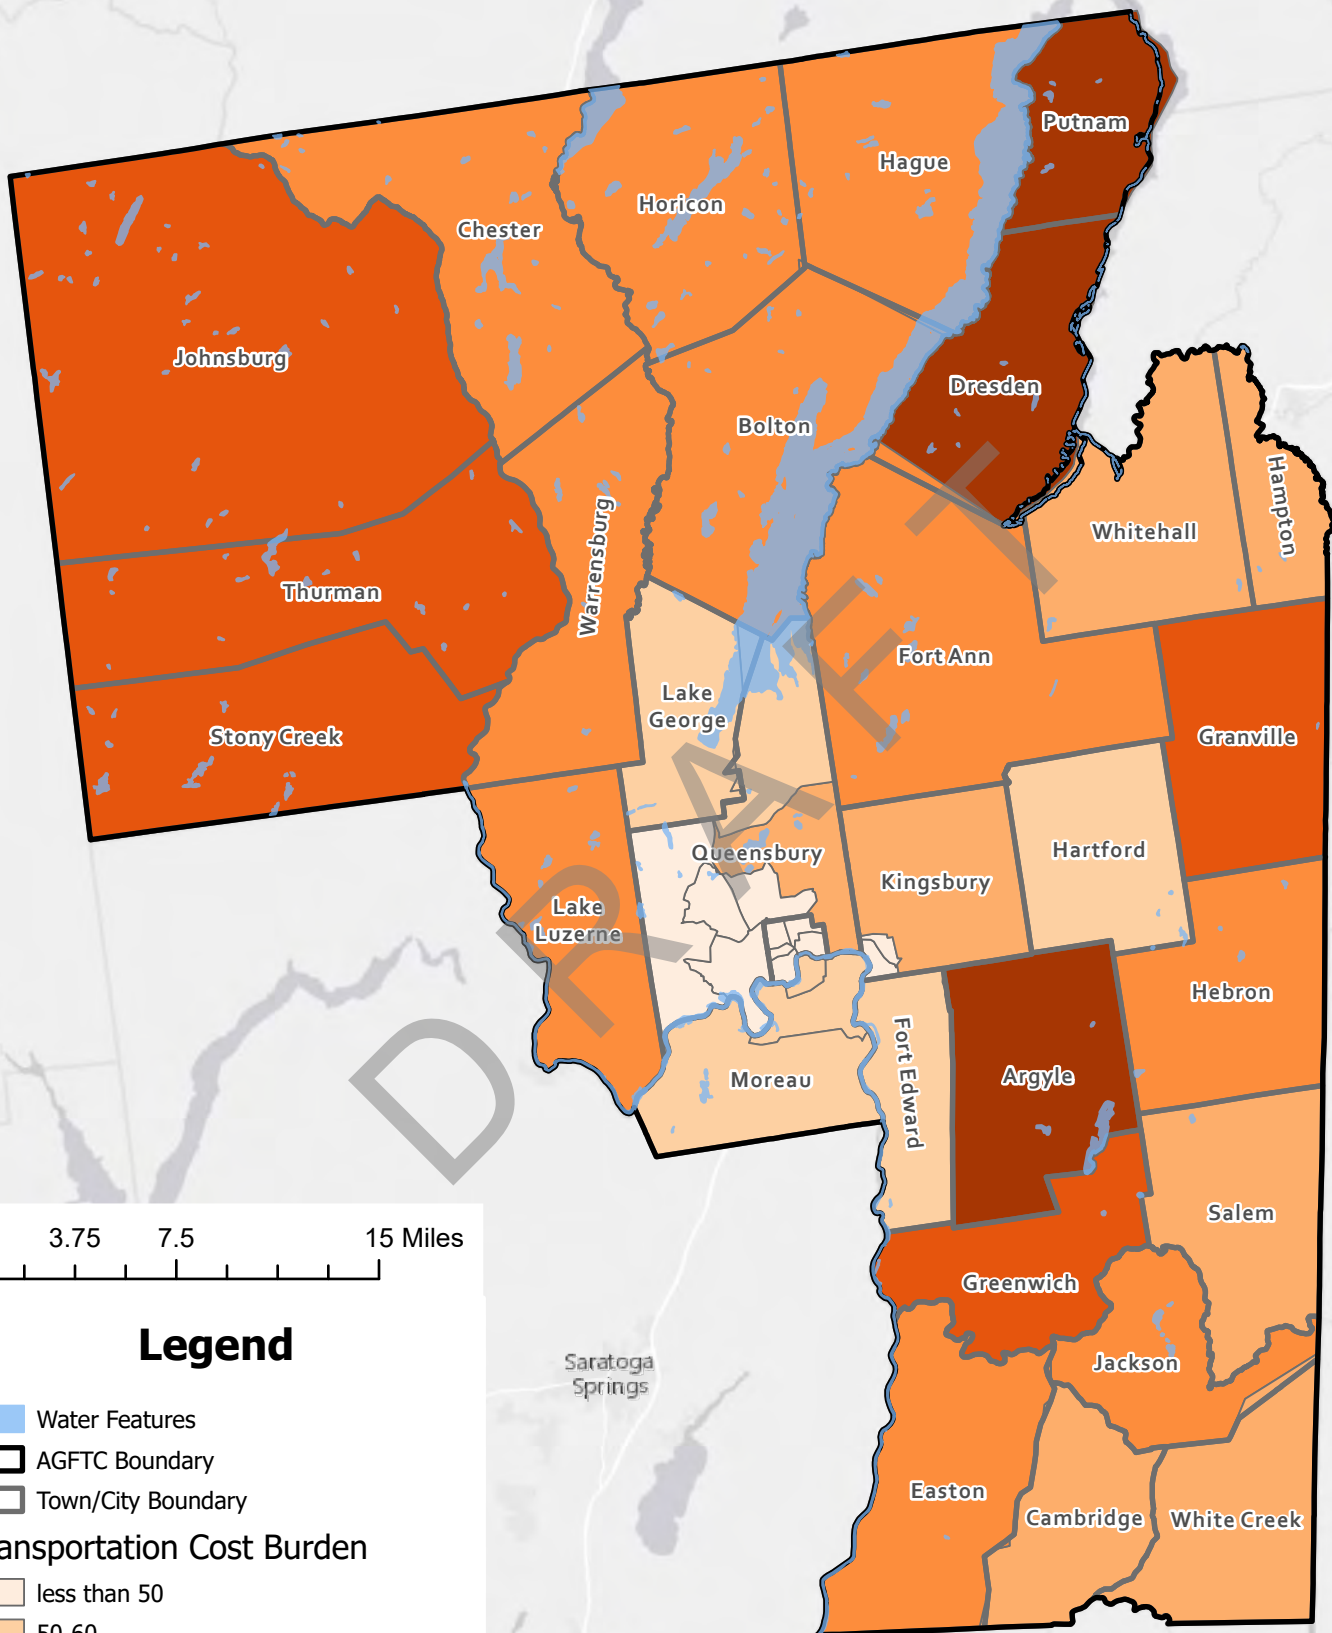 Putnam
Hague
Horicon
Chester
Johnsburg
Dresden
Bolton
Hampton
Whitehall
Warrensburg
Thurman
Fort Ann
Lake
George
Stony Creek
Granville
Queensbury
Hartford
Kingsbury
Lake
Luzerne
Hebron
Fort Edward
Argyle
Moreau
Salem
Greenwich
Jackson
Saratoga
Springs
Easton
Cambridge
White Creek
DRAFT
3.75 7.5 15 Miles
Legend
Water Features
AGFTC Boundary
Town/City Boundary
ansportation Cost Burden
less than 50
50-60